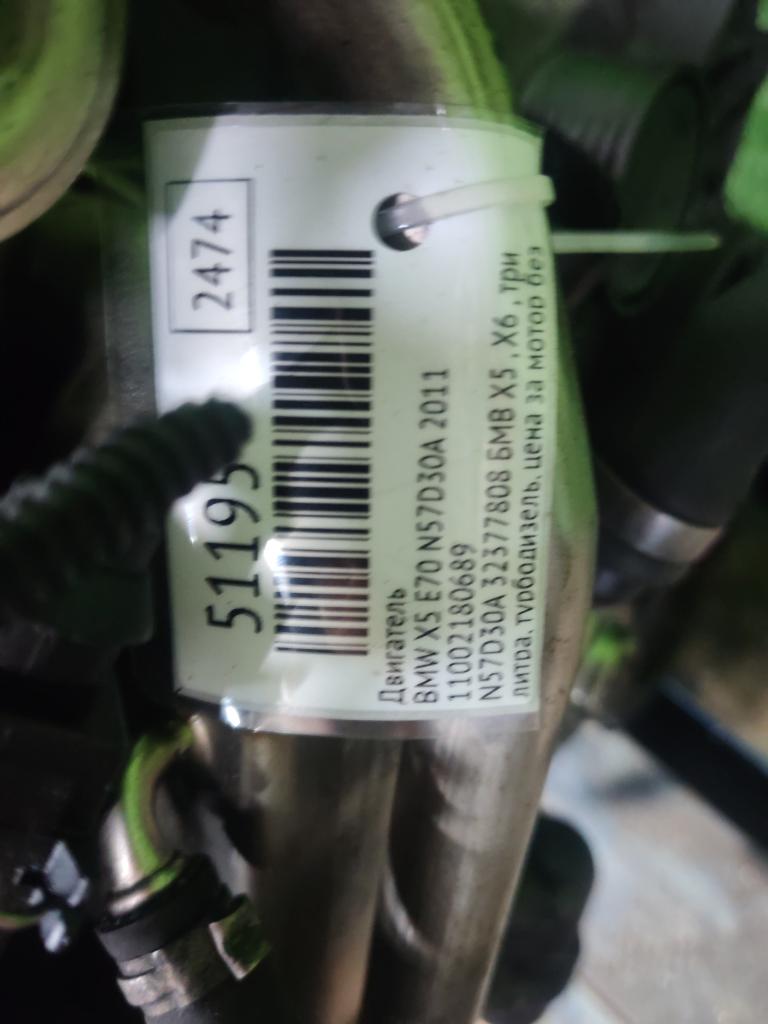 2474
51195
Двигатель
BMW X5 E70 N57D30A 2011
11002180689
N57D30A 32377808 БМВ X5 , X6 , три
литра, турбодизель, цена за мотор без